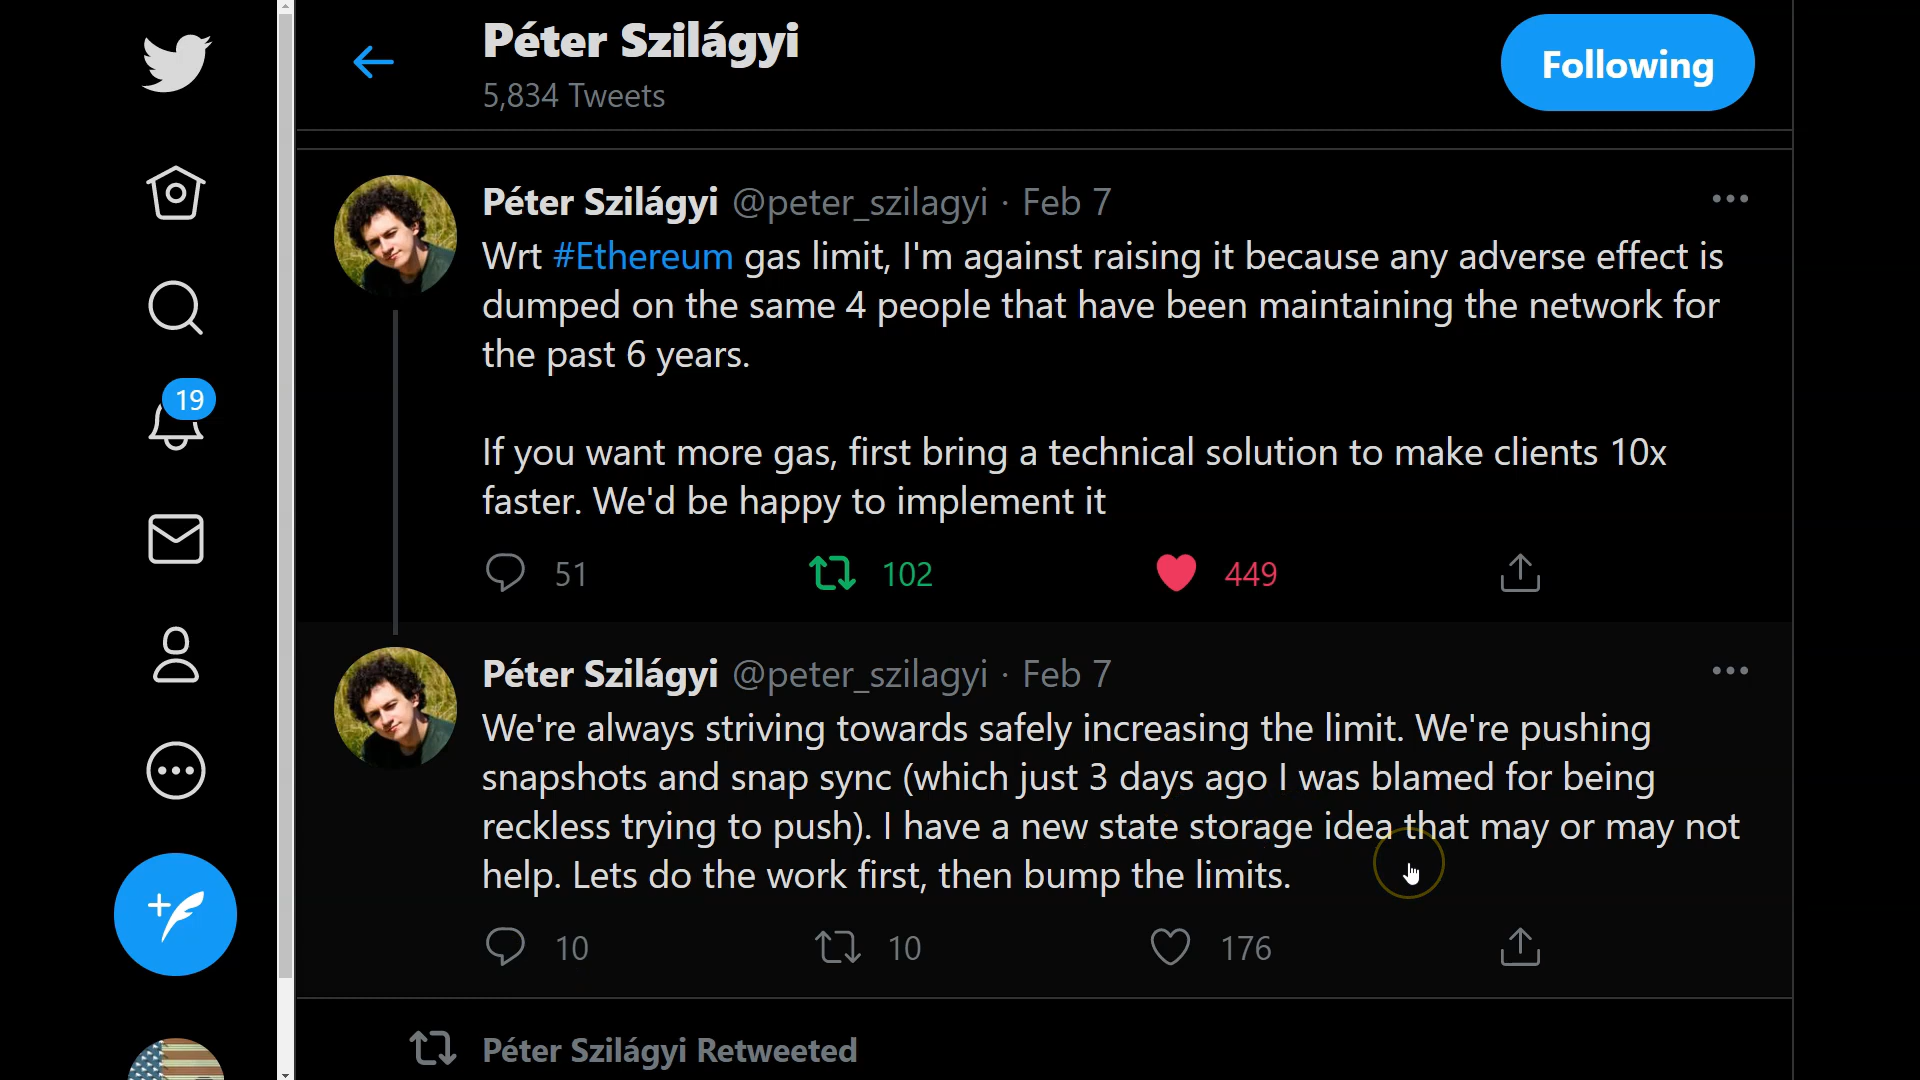 Péter Szilágyi
5,834 Tweets
Following
19
Péter Szilágyi @peter_szilagyi · Feb 7
Wrt #Ethereum gas limit, I'm against raising it because any adverse effect is
dumped on the same 4 people that have been maintaining the network for
the past 6 years.
If you want more gas, first bring a technical solution to make clients 10x
faster. We'd be happy to implement it
51 102 449
Péter Szilágyi @peter_szilagyi · Feb 7
We're always striving towards safely increasing the limit. We're pushing
snapshots and snap sync (which just 3 days ago I was blamed for being
reckless trying to push). I have a new state storage idea that may or may not
help. Lets do the work first, then bump the limits.
10 10 176
Péter Szilágyi Retweeted